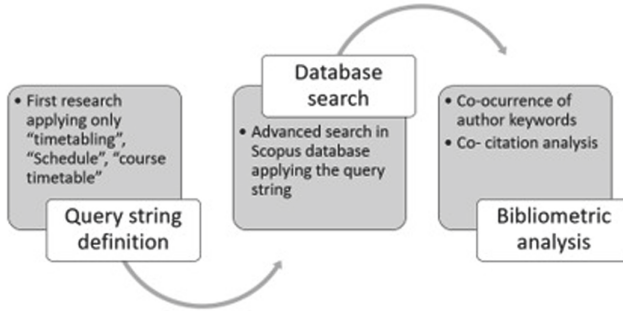 • First research
applying only
“timetabling”,
“Schedule”, “course
timetable”
Query string
definition
Database
search
• Advanced search in
Scopus database
applying the query
string
• Co-ocurrence of
author keywords
• Co- citation analysis
Bibliometric
analysis